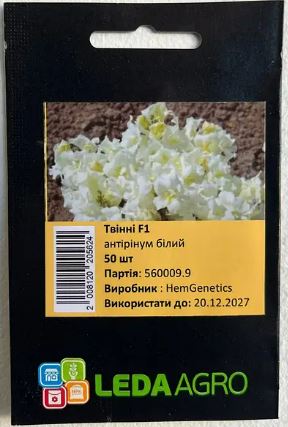 Твінні F1
антірінум білий
50 шт
Партія: 560009.9
Виробник : HemGenetics
Використати до: 20.12.2027
2 008120 205624
LEDA AGRO